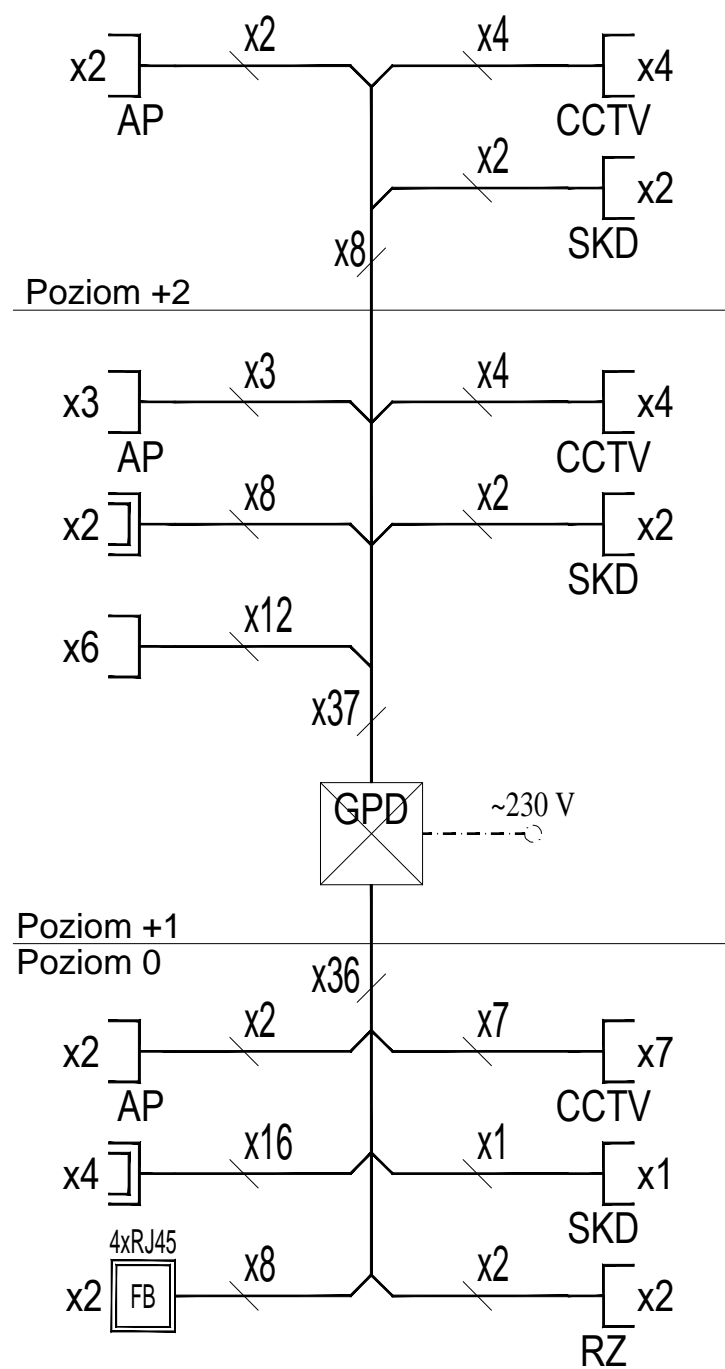 x2 x2 x4 x4
AP CCTV
x2 x2
SKD
x8
Poziom +2
x3 x3 x4 x4
AP CCTV
x2 x8 x2 x2
SKD
x6 x12
x37
GPD ~230 V
Poziom +1
Poziom 0
x36
x2 x2 x7 x7
AP CCTV
x4 x16 x1 x1
SKD
4xRJ45
x2 FB x8 x2 x2
RZ